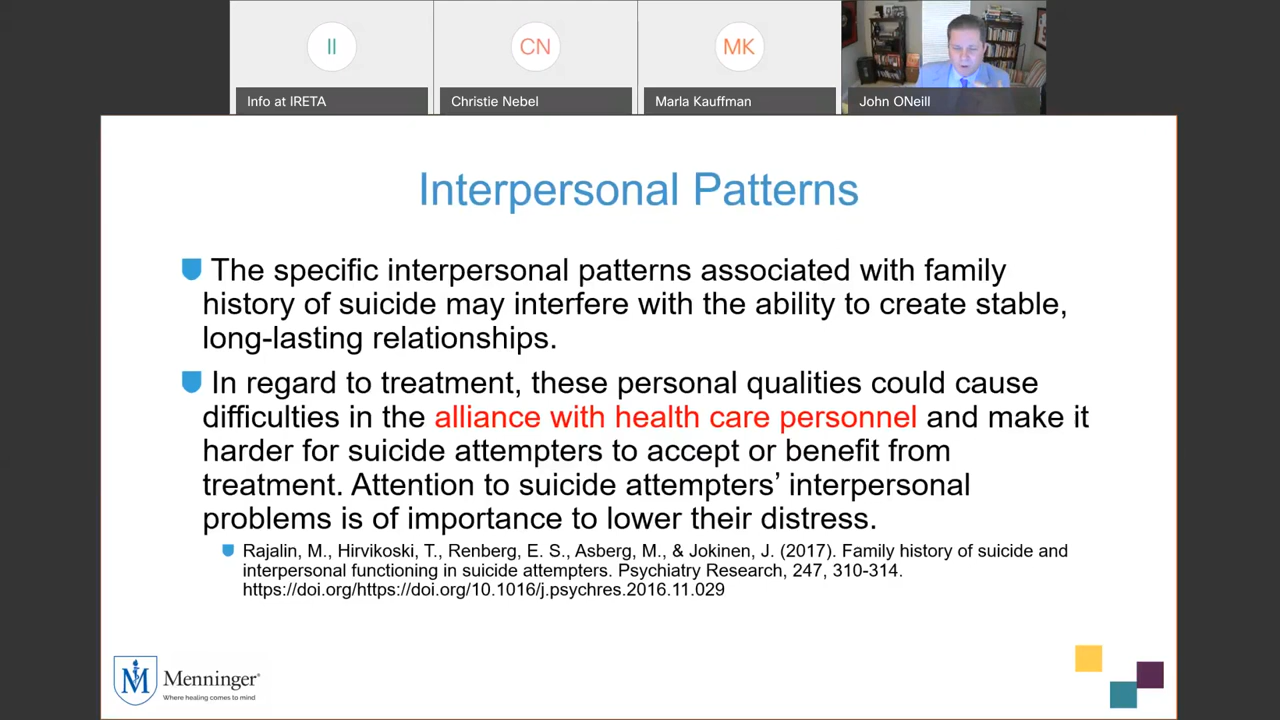 II
CN
MK
Info at IRETA
Christie Nebel
Marla Kauffman
John ONeill
Interpersonal Patterns
The specific interpersonal patterns associated with family
history of suicide may interfere with the ability to create stable,
long-lasting relationships.
In regard to treatment, these personal qualities could cause
difficulties in the alliance with health care personnel and make it
harder for suicide attempters to accept or benefit from
treatment. Attention to suicide attempters’ interpersonal
problems is of importance to lower their distress.
Rajalin, M., Hirvikoski, T., Renberg, E. S., Asberg, M., & Jokinen, J. (2017). Family history of suicide and
interpersonal functioning in suicide attempters. Psychiatry Research, 247, 310-314.
https://doi.org/https://doi.org/10.1016/j.psychres.2016.11.029
M
Menninger®
Where healing comes to mind